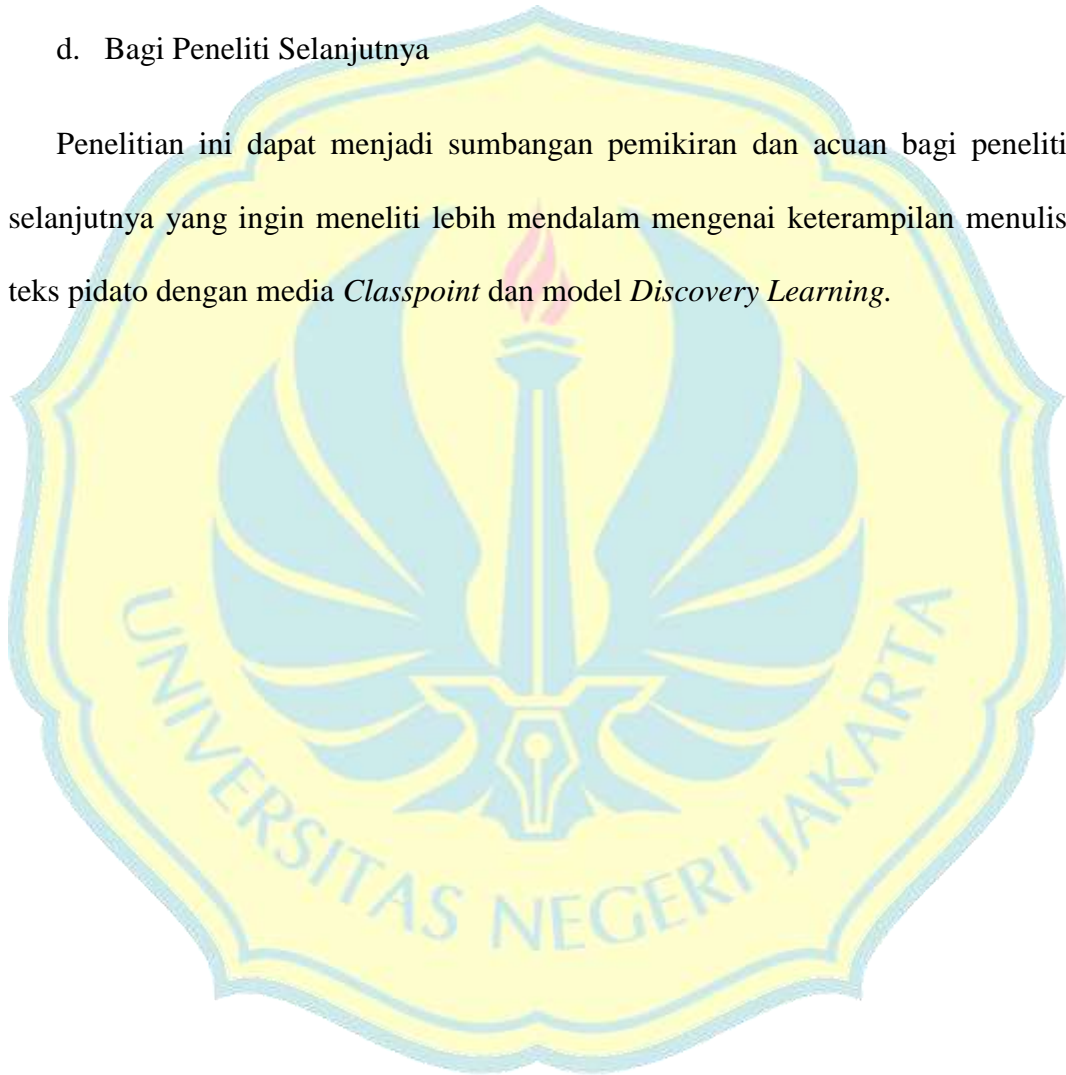 d. Bagi Peneliti Selanjutnya
Penelitian ini dapat menjadi sumbangan pemikiran dan acuan bagi peneliti
selanjutnya yang ingin meneliti lebih mendalam mengenai keterampilan menulis
teks pidato dengan media Classpoint dan model Discovery Learning.
UNIVERSITAS NEGERI JAKARTA